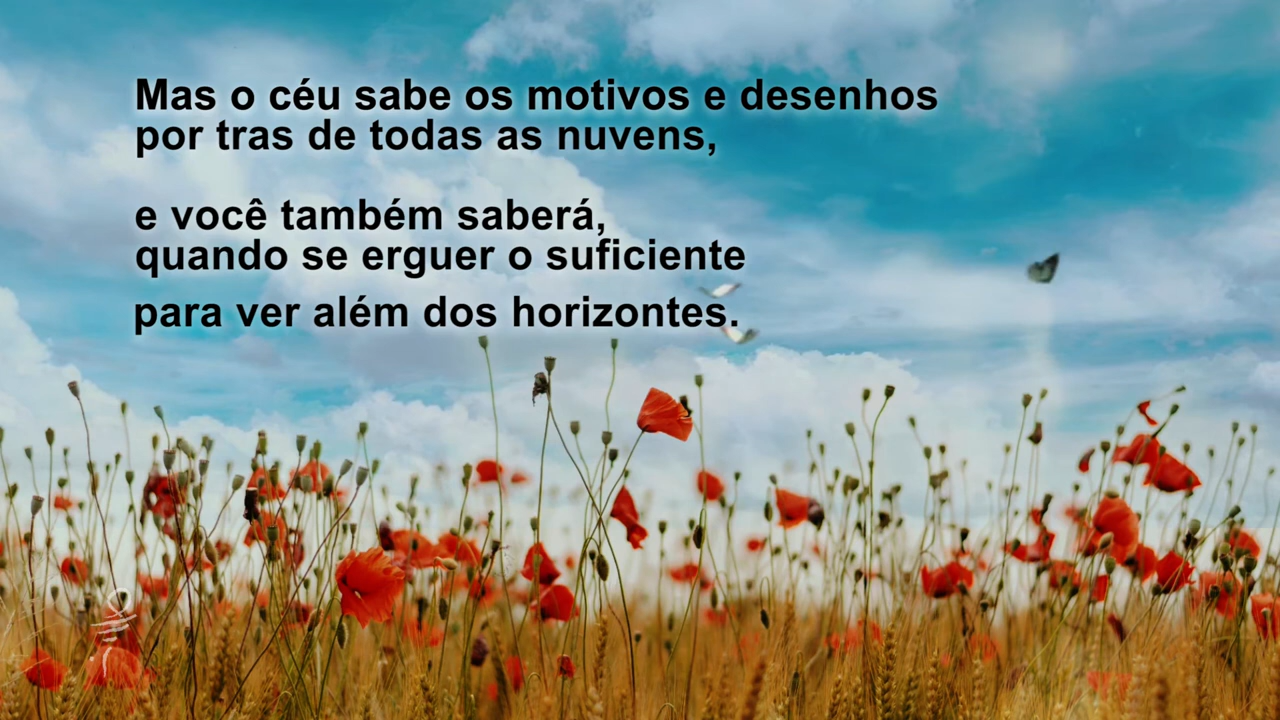 Mas o céu sabe os motivos e desenhos
por tras de todas as nuvens,
e você também saberá,
quando se erguer o suficiente
para ver além dos horizontes.